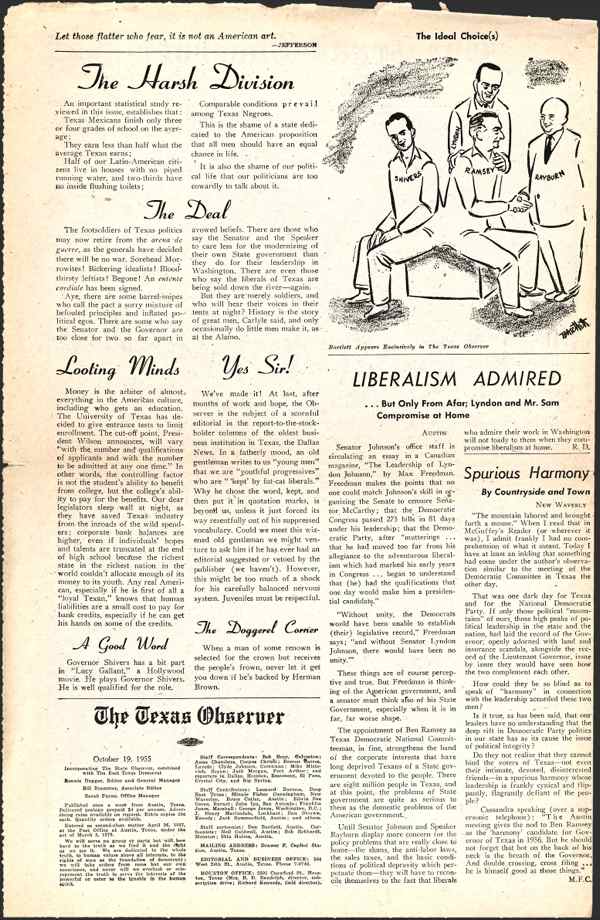 Let those flatter who fear, it is not an American art.
—JEFFERSON
The Harsh Division
An important statistical study re-
viewed in this issue, establishes that:
Texas Mexicans finish only three
or four grades of school on the aver-
age;
They earn less than half what the
average Texan earns;
Half of our Latin-American citi-
zens live in houses with no piped
running water, and two-thirds have
no inside flushing toilets;
Comparable conditions prevail
among Texas Negroes.
This is the shame of a state dedi-
cated to the American proposition
that all men should have an equal
chance in life.
It is also the shame of our politi-
cal life that our politicians are too
cowardly to talk about it.
The Deal
The footsoldiers of Texas politics
may now retire from the arena de
guerre, as the generals have decided
there will be no war. Sorehead Mor-
rowites! Bickering idealists! Blood-
thirsty leftists! Begone! An entente
cordiale has been signed.
Aye, there are some barrel-snipes
who call the pact a sorry mixture of
befouled principles and inflated po-
litical egos. There are some who say
the Senator and the Governor are
too close for two so far apart in
avowed beliefs. There are those who
say the Senator and the Speaker
to care less for the modernizing of
their own State government than
they do for their leadership in
Washington. There are even those
who say the liberals of Texas are
being sold down the river—again.
But they are merely soldiers, and
who will hear their voices in their
tents at night? History is the story
of great men, Carlyle said, and only
occasionally do little men make it, as
at the Alamo.
Looting Minds
Money is the arbiter of almost
everything in the American culture,
including who gets an education.
The University of Texas has de-
cided to give entrance tests to limit
enrollment. The cut-off point, Presi-
dent Wilson announces, will vary
"with the number and qualifications
of applicants and with the number
to be admitted at any one time." In
other words, the controlling factor
is not the student's ability to benefit
from college, but the college's abil-
ity to pay for the benefits. Our dear
legislators sleep well at night, as
they have saved Texas industry
from the inroads of the wild spend-
ers; corporate bank balances are
higher, even if individuals' hopes
and talents are truncated at the end
of high school because the richest
state in the richest nation in the
world couldn't allocate enough of its
money to its youth. Any real Ameri-
can, especially if he is first of all a
"loyal Texan," knows that human
liabilities are a small cost to pay for
bank credits, especially if he can get
his hands on some of the credits.
A Good Word
Governor Shivers has a bit part
in "Lucy Gallant," a Hollywood
movie. He plays Governor Shivers.
He is well qualified for the role.
Yes Sir!
We've made it! At last, after
months of work and hope, the Ob-
server is the subject of a scornful
editorial in the report-to-the-stock-
holder columns of the oldest busi-
ness institution in Texas, the Dallas
News. In a fatherly mood, an old
gentleman writes to us "young men"
that we are "youthful progressives"
who are "'kept' by fat-cat liberals."
Why he chose the word, kept, and
then put it in quotation marks, is
beyond us, unless it just forced its
way resentfully out of his suppressed
vocabulary. Could we meet this wiz-
ened old gentleman we might ven-
ture to ask him if he has ever had an
editorial suggested or vetoed by the
publisher (we haven't). However,
this might be too much of a shock
for his carefully balanced nervous
system. Juveniles must be respectful.
The Doggerel Corner
When a man of some renown is
selected for the crown but receives
the people's frown, never let it get
you down if he's backed by Herman
Brown.
The Texas Observer
October 19, 1955
Incorporating The State Observer, combined
with The East Texas Democrat
Ronnie Dugger, Editor and General Manager
Bill Brammer, Associate Editor
Sarah Payne, Office Manager
Published once a week from Austin, Texas.
MAILING ADDRESS: Drawer F, Capitol Sta-
tion, Austin, Texas.
EDITORIAL AND BUSINESS OFFICE: 504
West 24th St., Austin, Texas.
The Ideal Choice(s)
SHIVERS
LYNDON
RAMSEY
RAYBURN
BARTLETT
Bartlett Appears Exclusively in The Texas Observer
LIBERALISM ADMIRED
. . . But Only From Afar; Lyndon and Mr. Sam
Compromise at Home
AUSTIN
Senator Johnson's office staff is
circulating an essay in a Canadian
magazine, "The Leadership of Lyn-
don Johnson," by Max Freedman.
Freedman makes the points that no
one could match Johnson's skill in or-
ganising the Senate to censure Sena-
tor McCarthy; that the Democratic
Congress passed 273 bills in 81 days
under his leadership; that the Demo-
cratic Party, after "mutterings . . .
that he had moved too far from his
allegiance to the adventurous liberal-
ism which had marked his early years
in Congress . . . began to understand
that (he) had the qualifications that
one day would make him a presiden-
tial candidate."
"Without unity, the Democrats
would have been unable to establish
(their) legislative record," Freedman
says; "and without Senator Lyndon
Johnson, there would have been no
unity."
These things are of course percep-
tive and true. But Freedman is think-
ing of the American government, and
a senator must think also of his State
Government, especially when it is in
far, far worse shape.
The appointment of Ben Ramsey as
Texas Democratic National Commit-
teeman, in fine, strengthens the hand
of the corporate interests that have
long deprived Texans of a State gov-
ernment devoted to the people. There
are eight million people in Texas, and
at this point, the problems of State
government are quite as serious to
them as the domestic problems of the
American government.
Until Senator Johnson and Speaker
Rayburn display more concern for the
policy problems that are really close to
home—the slums, the anti-labor laws,
the sales taxes, and the basic condi-
tions of political depravity which per-
petuate them—they will have to recon-
cile themselves to the fact that liberals
who admire their work in Washington
will not toady to them when they com-
promise liberalism at home. R. D.
Spurious Harmony
By Countryside and Town
NEW WAVERLY
"The mountain labored and brought
forth a mouse." When I read that in
McGuffey's Reader (or wherever it
was), I admit frankly I had no com-
prehension of what it meant. Today I
have at least an inkling that something
had come under the author's observa-
tion similar to the meeting of the
Democratic Committee in Texas the
other day.
That was one dark day for Texas
and for the National Democratic
Party. If only those political "moun-
tains" of ours, those high peaks of po-
litical leadership in the state and the
nation, had laid the record of the Gov-
ernor, openly adorned with land and
insurance scandals, alongside the rec-
ord of the Lieutenant Governor, issue
by issue they would have seen how
the two complement each other.
How could they be so blind as to
speak of "harmony" in connection
with the leadership accorded these two
men?
Is it true, as has been said, that our
leaders have no understanding that the
deep rift in Democratic Party politics
in our state has as its cause the issue
of political integrity?
Do they not realize that they cannot
bind the voters of Texas—not even
their intimate, devoted, disinterested
friends—in a spurious harmony whose
leadership is frankly cynical and flip-
pantly, flagrantly defiant of the peo-
ple?
Cassandra speaking (over a sup-
ersonic telephone): "The Austin
meeting gives the nod to Ben Ramsey
as the 'harmony' candidate for Gov-
ernor of Texas in 1956. But he should
not forget that hot on the back of his
neck is the breath of the Governor.
And double crossing, cross filing . . .
he is himself good at those things."
M.F.C.